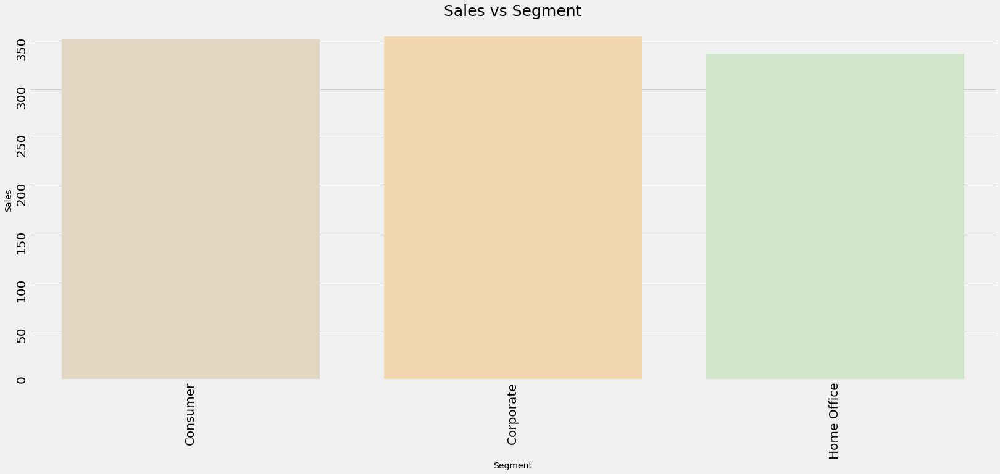 Sales vs Segment
350
300
250
200
150
100
50
0
Sales
Consumer
Corporate
Home Office
Segment